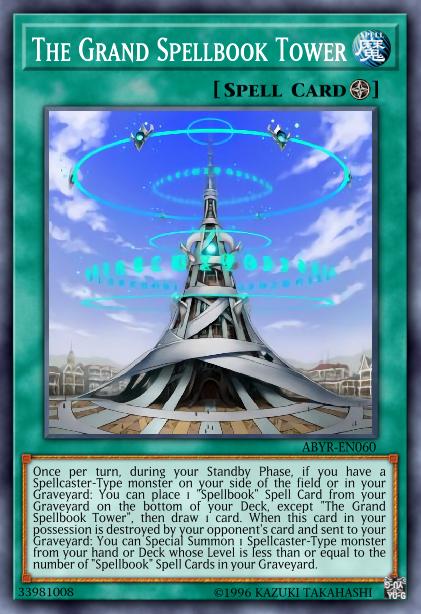 THE GRAND SPELLBOOK TOWER
SPELL
魔
[SPELL CARD]
ABYR-EN060
Once per turn, during your Standby Phase, if you have a
Spellcaster-Type monster on your side of the field or in your
Graveyard: You can place 1 "Spellbook" Spell Card from your
Graveyard on the bottom of your Deck, except "The Grand
Spellbook Tower", then draw 1 card. When this card in your
possession is destroyed by your opponent's card and sent to your
Graveyard: You can Special Summon 1 Spellcaster-Type monster
from your hand or Deck whose Level is less than or equal to the
number of "Spellbook" Spell Cards in your Graveyard.
33981008
©1996 KAZUKI TAKAHASHI